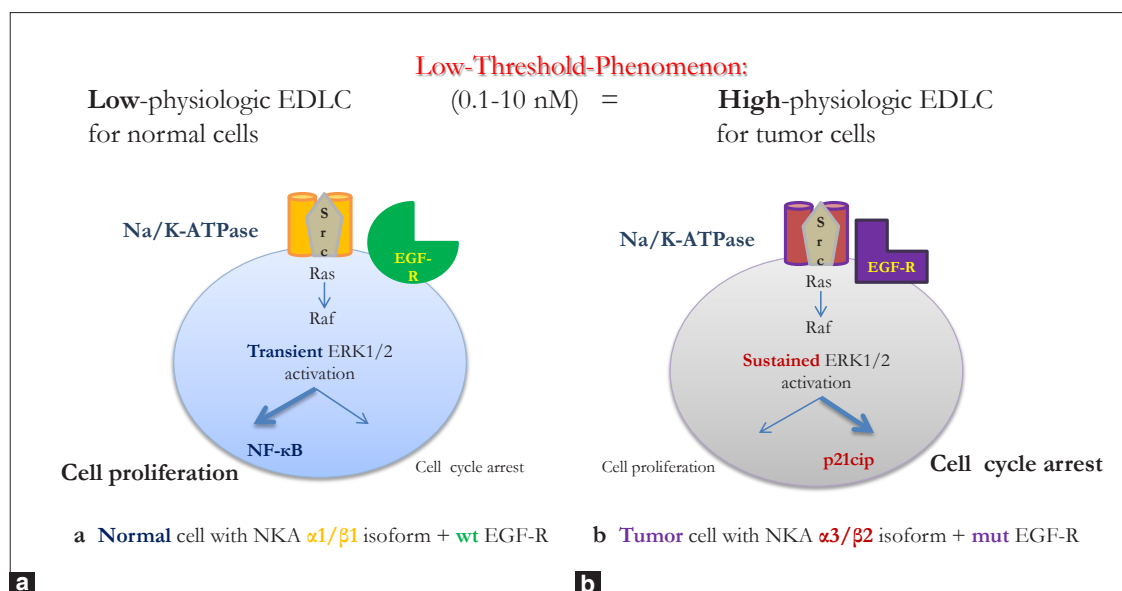 Low-Threshold-Phenomenon:
Low-physiologic EDLC (0.1-10 nM) = High-physiologic EDLC
for normal cells for tumor cells
Na/K-ATPase
Src
EGF-
R
Ras
Raf
Transient ERK1/2
activation
NF-κB
Cell proliferation
Cell cycle arrest
a Normal cell with NKA α1/β1 isoform + wt EGF-R
a
Na/K-ATPase
Src
EGF-R
Ras
Raf
Sustained ERK1/2
activation
Cell proliferation
p21cip
Cell cycle arrest
b Tumor cell with NKA α3/β2 isoform + mut EGF-R
b